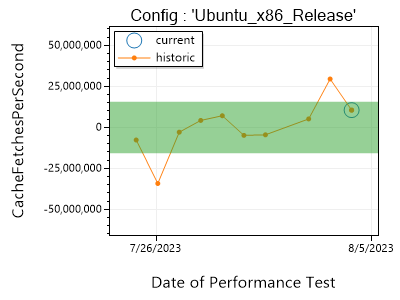 Config : 'Ubuntu_x86_Release'
current
historic
CacheFetchesPerSecond
50,000,000
25,000,000
0
-25,000,000
-50,000,000
7/26/2023
8/5/2023
Date of Performance Test